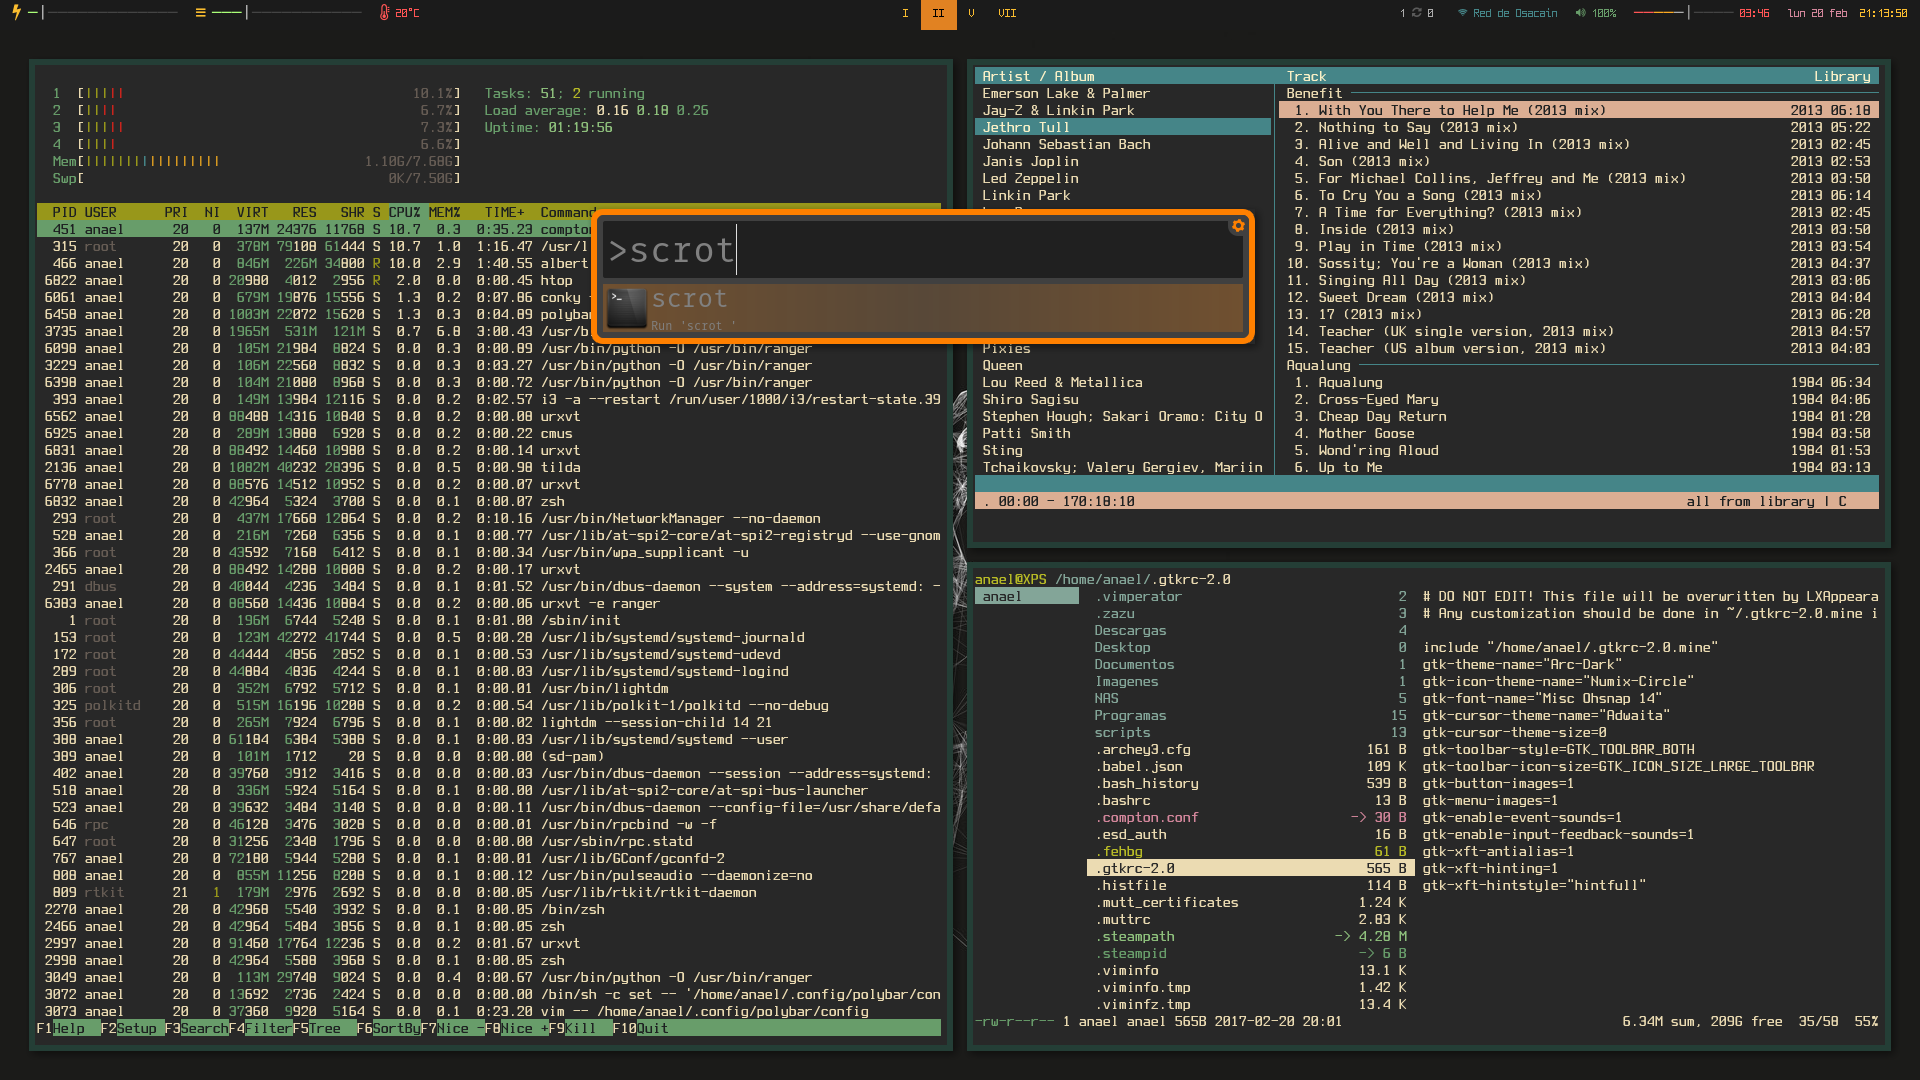 20°C
I II V VII
1 0 Red de Osacain 100% 03:46 lun 20 feb 21:13:50
1 [||||| 10.1%]
2 [|||| 6.7%]
3 [||||| 7.3%]
4 [|||| 6.6%]
Mem[||||||||||||||||| 1.10G/7.68G]
Swp[ 0K/7.50G]
Tasks: 51; 2 running
Load average: 0.16 0.18 0.26
Uptime: 01:19:56
PID USER PRI NI VIRT RES SHR S CPU% MEM% TIME+ Command
451 anael 20 0 137M 24376 11768 S 10.7 0.3 0:35.23 compton
315 root 20 0 378M 79108 61444 S 10.7 1.0 1:16.47 /usr/l
466 anael 20 0 846M 226M 34800 R 10.0 2.9 1:40.55 albert
6822 anael 20 0 20980 4012 2956 R 2.0 0.0 0:00.45 htop
6061 anael 20 0 679M 19876 15556 S 1.3 0.2 0:07.86 conky
6458 anael 20 0 1003M 22072 15620 S 1.3 0.3 0:04.89 polybar
3735 anael 20 0 1965M 531M 121M S 0.7 6.8 3:00.43 /usr/bi
6098 anael 20 0 105M 21984 8824 S 0.0 0.3 0:00.89 /usr/bin/python -O /usr/bin/ranger
3229 anael 20 0 106M 22560 8832 S 0.0 0.3 0:03.27 /usr/bin/python -O /usr/bin/ranger
6398 anael 20 0 104M 21080 8968 S 0.0 0.3 0:00.72 /usr/bin/python -O /usr/bin/ranger
393 anael 20 0 149M 13984 12116 S 0.0 0.2 0:02.57 i3 -a --restart /run/user/1000/i3/restart-state.39
6562 anael 20 0 88488 14316 10840 S 0.0 0.2 0:00.08 urxvt
6925 anael 20 0 289M 13888 6920 S 0.0 0.2 0:00.22 cmus
6831 anael 20 0 88492 14460 10980 S 0.0 0.2 0:00.14 urxvt
2136 anael 20 0 1082M 40232 28396 S 0.0 0.5 0:00.98 tilda
6770 anael 20 0 88576 14512 10952 S 0.0 0.2 0:00.07 urxvt
6832 anael 20 0 42964 5324 3700 S 0.0 0.1 0:00.07 zsh
293 root 20 0 437M 17668 12864 S 0.0 0.2 0:10.16 /usr/bin/NetworkManager --no-daemon
528 anael 20 0 216M 7260 6356 S 0.0 0.1 0:00.77 /usr/lib/at-spi2-core/at-spi2-registryd --use-gnom
366 root 20 0 43592 7168 6412 S 0.0 0.1 0:00.34 /usr/bin/wpa_supplicant -u
2465 anael 20 0 88492 14288 10808 S 0.0 0.2 0:00.17 urxvt
291 dbus 20 0 40044 4236 3484 S 0.0 0.1 0:01.52 /usr/bin/dbus-daemon --system --address=systemd: -
6383 anael 20 0 88560 14436 10884 S 0.0 0.2 0:00.06 urxvt -e ranger
1 root 20 0 196M 6744 5240 S 0.0 0.1 0:01.00 /sbin/init
153 root 20 0 123M 42272 41744 S 0.0 0.5 0:00.28 /usr/lib/systemd/systemd-journald
172 root 20 0 44444 4856 2852 S 0.0 0.1 0:00.53 /usr/lib/systemd/systemd-udevd
289 root 20 0 44884 4836 4244 S 0.0 0.1 0:00.03 /usr/lib/systemd/systemd-logind
306 root 20 0 352M 6792 5712 S 0.0 0.1 0:00.01 /usr/bin/lightdm
325 polkitd 20 0 515M 16196 10208 S 0.0 0.2 0:00.54 /usr/lib/polkit-1/polkitd --no-debug
356 root 20 0 265M 7924 6796 S 0.0 0.1 0:00.02 lightdm --session-child 14 21
388 anael 20 0 61184 6384 5388 S 0.0 0.1 0:00.03 /usr/lib/systemd/systemd --user
389 anael 20 0 101M 1712 20 S 0.0 0.0 0:00.00 (sd-pam)
402 anael 20 0 39760 3912 3416 S 0.0 0.0 0:00.03 /usr/bin/dbus-daemon --session --address=systemd:
518 anael 20 0 336M 5924 5164 S 0.0 0.1 0:00.00 /usr/lib/at-spi2-core/at-spi-bus-launcher
523 anael 20 0 39632 3484 3140 S 0.0 0.0 0:00.11 /usr/bin/dbus-daemon --config-file=/usr/share/defa
646 rpc 20 0 46128 3476 3028 S 0.0 0.0 0:00.01 /usr/bin/rpcbind -w -f
647 root 20 0 31256 2348 1796 S 0.0 0.0 0:00.00 /usr/sbin/rpc.statd
767 anael 20 0 72180 5944 5280 S 0.0 0.1 0:00.01 /usr/lib/GConf/gconfd-2
808 anael 20 0 855M 11256 8208 S 0.0 0.1 0:00.12 /usr/bin/pulseaudio --daemonize=no
809 rtkit 21 1 179M 2976 2692 S 0.0 0.0 0:00.05 /usr/lib/rtkit/rtkit-daemon
2270 anael 20 0 42968 5540 3932 S 0.0 0.1 0:00.05 /bin/zsh
2466 anael 20 0 42964 5484 3856 S 0.0 0.1 0:00.05 zsh
2997 anael 20 0 91460 17764 12236 S 0.0 0.2 0:01.67 urxvt
2998 anael 20 0 42964 5588 3968 S 0.0 0.1 0:00.05 zsh
3049 anael 20 0 113M 29748 9024 S 0.0 0.4 0:00.67 /usr/bin/python -O /usr/bin/ranger
3072 anael 20 0 13692 2736 2424 S 0.0 0.0 0:00.00 /bin/sh -c set -- '/home/anael/.config/polybar/con
3073 anael 20 0 37360 9920 5164 S 0.0 0.1 0:23.20 vim -- /home/anael/.config/polybar/config
F1Help F2Setup F3SearchF4FilterF5Tree F6SortByF7Nice -F8Nice +F9Kill F10Quit
>scrot
scrot
Run 'scrot '
Artist / Album Track Library
Emerson Lake & Palmer
Jay-Z & Linkin Park
Jethro Tull
Johann Sebastian Bach
Janis Joplin
Led Zeppelin
Linkin Park
Pixies
Queen
Lou Reed & Metallica
Shiro Sagisu
Stephen Hough; Sakari Oramo: City O
Patti Smith
Sting
Tchaikovsky; Valery Gergiev, Mariin
Benefit
1. With You There to Help Me (2013 mix) 2013 06:18
2. Nothing to Say (2013 mix) 2013 05:22
3. Alive and Well and Living In (2013 mix) 2013 02:45
4. Son (2013 mix) 2013 02:53
5. For Michael Collins, Jeffrey and Me (2013 mix) 2013 03:50
6. To Cry You a Song (2013 mix) 2013 06:14
7. A Time for Everything? (2013 mix) 2013 02:45
8. Inside (2013 mix) 2013 03:50
9. Play in Time (2013 mix) 2013 03:54
10. Sossity; You're a Woman (2013 mix) 2013 04:37
11. Singing All Day (2013 mix) 2013 03:06
12. Sweet Dream (2013 mix) 2013 04:04
13. 17 (2013 mix) 2013 06:20
14. Teacher (UK single version, 2013 mix) 2013 04:57
15. Teacher (US album version, 2013 mix) 2013 04:03
Aqualung
1. Aqualung 1984 06:34
2. Cross-Eyed Mary 1984 04:06
3. Cheap Day Return 1984 01:20
4. Mother Goose 1984 03:50
5. Wond'ring Aloud 1984 01:53
6. Up to Me 1984 03:13
. 00:00 - 170:18:10 all from library | C
anael@XPS /home/anael/.gtkrc-2.0
anael
.vimperator 2
.zazu 3
Descargas 4
Desktop 0
Documentos 1
Imagenes 1
NAS 5
Programas 15
scripts 13
.archey3.cfg 161 B
.babel.json 109 K
.bash_history 539 B
.bashrc 13 B
.compton.conf -> 30 B
.esd_auth 16 B
.fehbg 61 B
.gtkrc-2.0 565 B
.histfile 114 B
.mutt_certificates 1.24 K
.muttrc 2.83 K
.steampath -> 4.28 M
.steampid -> 6 B
.viminfo 13.1 K
.viminfo.tmp 1.42 K
.viminfz.tmp 13.4 K
# DO NOT EDIT! This file will be overwritten by LXAppeara
# Any customization should be done in ~/.gtkrc-2.0.mine i
include "/home/anael/.gtkrc-2.0.mine"
gtk-theme-name="Arc-Dark"
gtk-icon-theme-name="Numix-Circle"
gtk-font-name="Misc Ohsnap 14"
gtk-cursor-theme-name="Adwaita"
gtk-cursor-theme-size=0
gtk-toolbar-style=GTK_TOOLBAR_BOTH
gtk-toolbar-icon-size=GTK_ICON_SIZE_LARGE_TOOLBAR
gtk-button-images=1
gtk-menu-images=1
gtk-enable-event-sounds=1
gtk-enable-input-feedback-sounds=1
gtk-xft-antialias=1
gtk-xft-hinting=1
gtk-xft-hintstyle="hintfull"
-rw-r--r-- 1 anael anael 565B 2017-02-20 20:01 6.34M sum, 209G free 35/58 55%